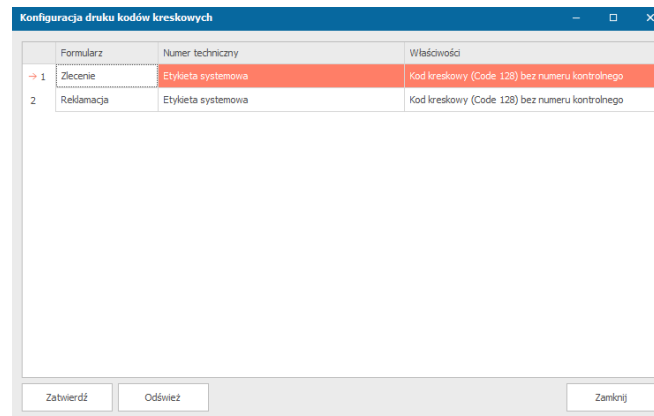 Konfiguracja druku kodów kreskowych
Formularz Numer techniczny Właściwości
1 Zlecenie Etykieta systemowa Kod kreskowy (Code 128) bez numeru kontrolnego
2 Reklamacja Etykieta systemowa Kod kreskowy (Code 128) bez numeru kontrolnego
Zatwierdź Odśwież Zamknij